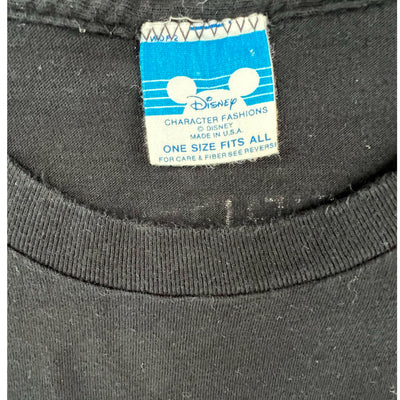 Disney
CHARACTER FASHIONS
© DISNEY
MADE IN U.S.A.
ONE SIZE FITS ALL
FOR CARE & FIBER SEE REVERSE